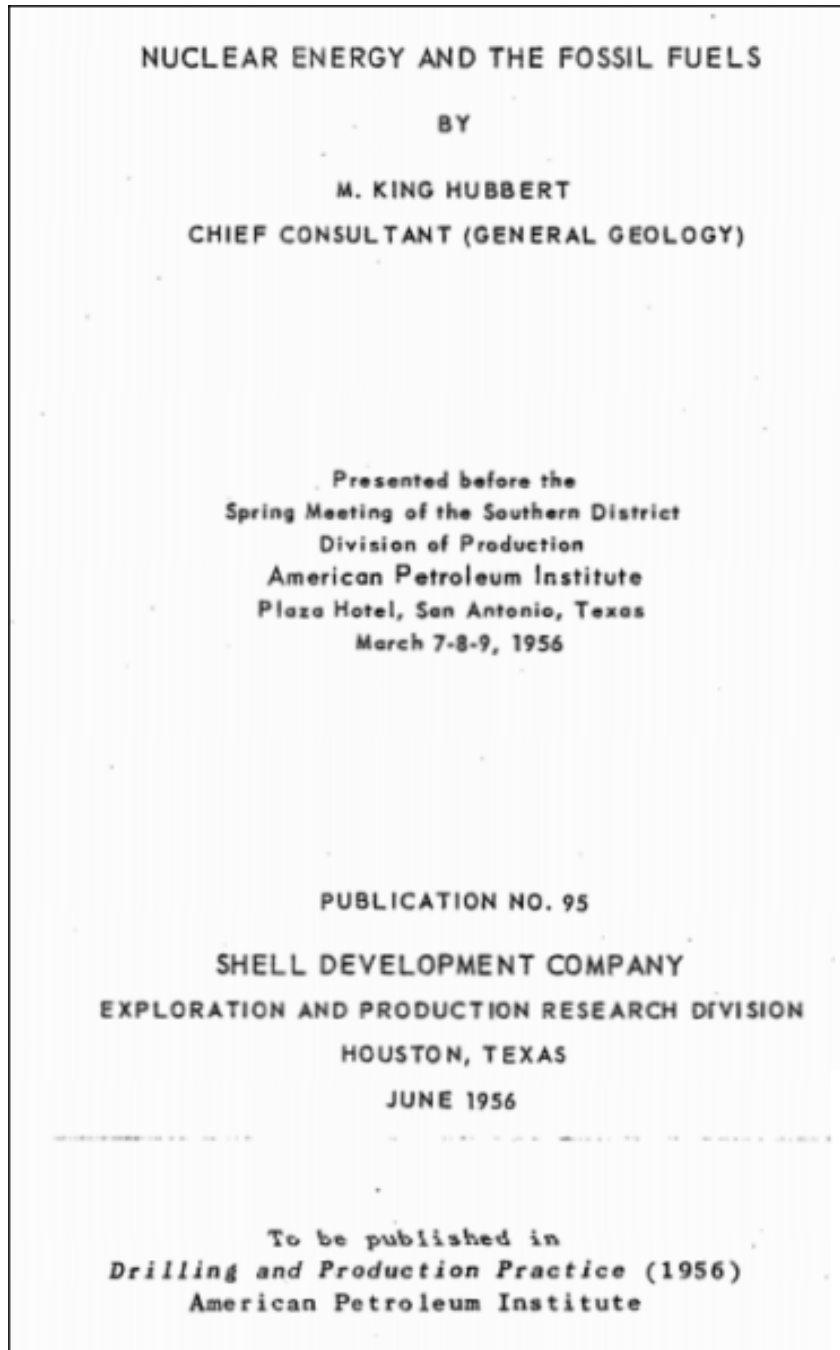 NUCLEAR ENERGY AND THE FOSSIL FUELS
BY
M. KING HUBBERT
CHIEF CONSULTANT (GENERAL GEOLOGY)
Presented before the
Spring Meeting of the Southern District
Division of Production
American Petroleum Institute
Plaza Hotel, San Antonio, Texas
March 7-8-9, 1956
PUBLICATION NO. 95
SHELL DEVELOPMENT COMPANY
EXPLORATION AND PRODUCTION RESEARCH DIVISION
HOUSTON, TEXAS
JUNE 1956
To be published in
Drilling and Production Practice (1956)
American Petroleum Institute